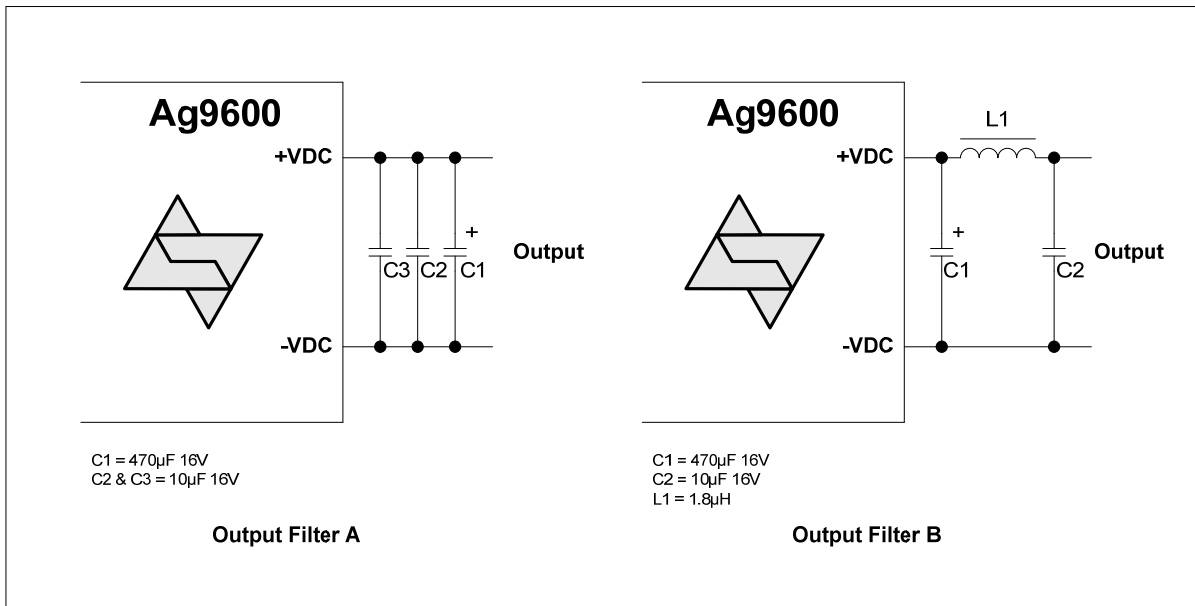 Ag9600
+VDC
C3
C2
+
C1
Output
-VDC
C1 = 470µF 16V
C2 & C3 = 10µF 16V
Output Filter A
Ag9600
L1
+VDC
+
C1
C2
Output
-VDC
C1 = 470µF 16V
C2 = 10µF 16V
L1 = 1.8µH
Output Filter B